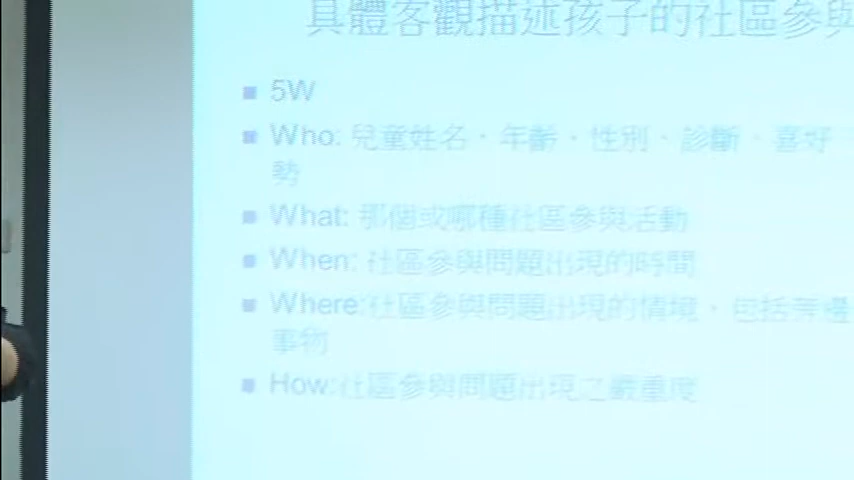 具體客觀描述孩子的社區參與
5W
Who: 兒童姓名、年齡、性別、診斷、喜好
勢
What: 那個或哪種社區參與活動
When: 社區參與問題出現的時間
Where:社區參與問題出現的情境，包括旁邊
事物
How:社區參與問題出現之嚴重度